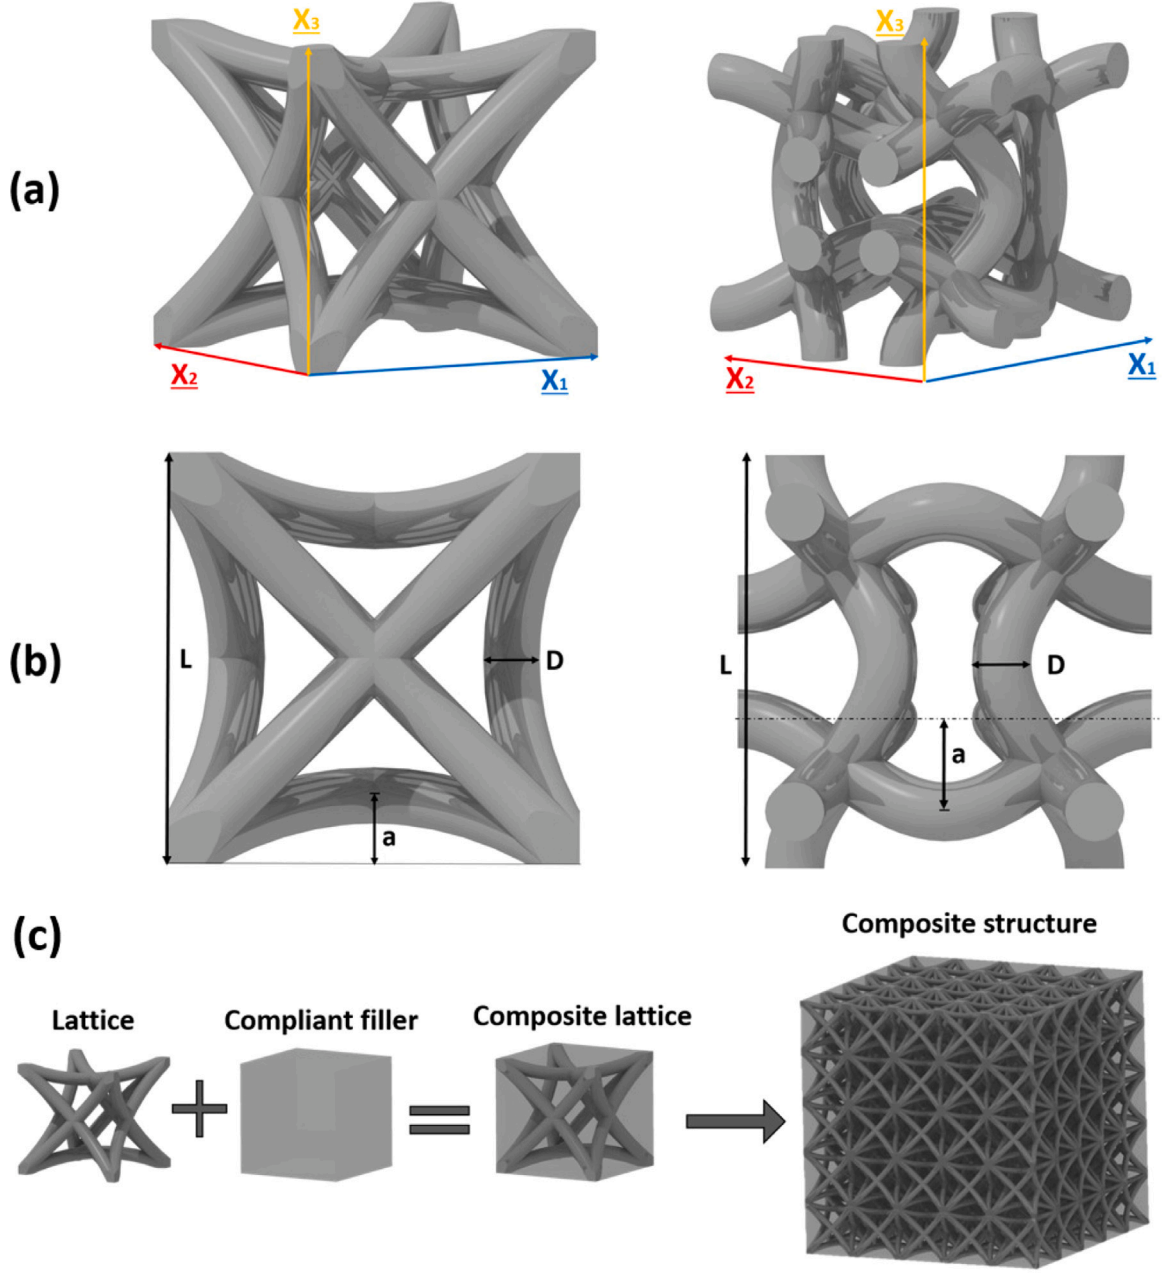 X3
X3
(a)
X2
X1
X2
X1
L
D
a
(b)
L
D
a
(c)
Composite structure
Lattice
Compliant filler
Composite lattice